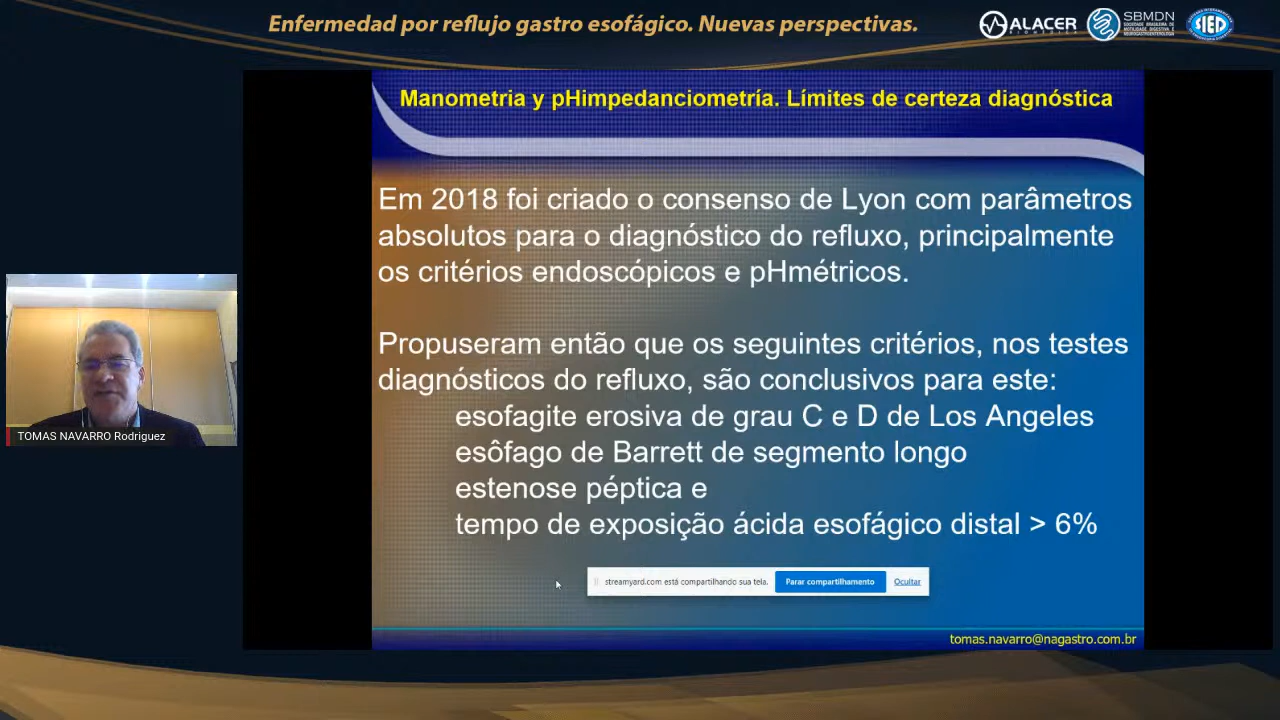 Enfermedad por reflujo gastro esofágico. Nuevas perspectivas.
ALACER
SBMDN
SIED
Manometria y pHimpedanciometría. Límites de certeza diagnóstica
Em 2018 foi criado o consenso de Lyon com parâmetros
absolutos para o diagnóstico do refluxo, principalmente
os critérios endoscópicos e pHmétricos.
Propuseram então que os seguintes critérios, nos testes
diagnósticos do refluxo, são conclusivos para este:
esofagite erosiva de grau C e D de Los Angeles
esôfago de Barrett de segmento longo
estenose péptica e
tempo de exposição ácida esofágico distal > 6%
TOMAS NAVARRO Rodriguez
streamyard.com está compartilhando sua tela.
Parar compartilhamento
Ocultar
tomas.navarro@nagastro.com.br